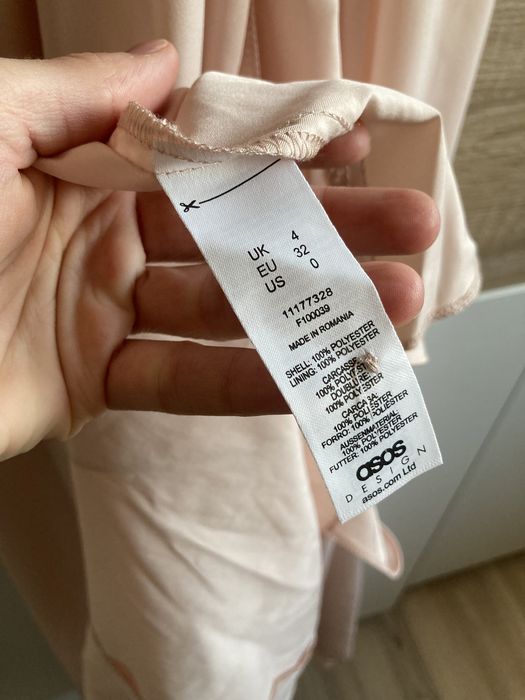 UK 4
EU 32
US 0
11177328
F100039
MADE IN ROMANIA
SHELL: 100% POLYESTER
LINING: 100% POLYESTER
CARCASSE
100% POLYESTER
DOUBLURE
100% POLYESTER
CARCASA:
100% POLIÉSTER
FORRO: 100% POLIÉSTER
AUSSENMATERIAL
100% POLYESTER
FUTTER: 100% POLYESTER
asos
DESIGN
asos.com Ltd